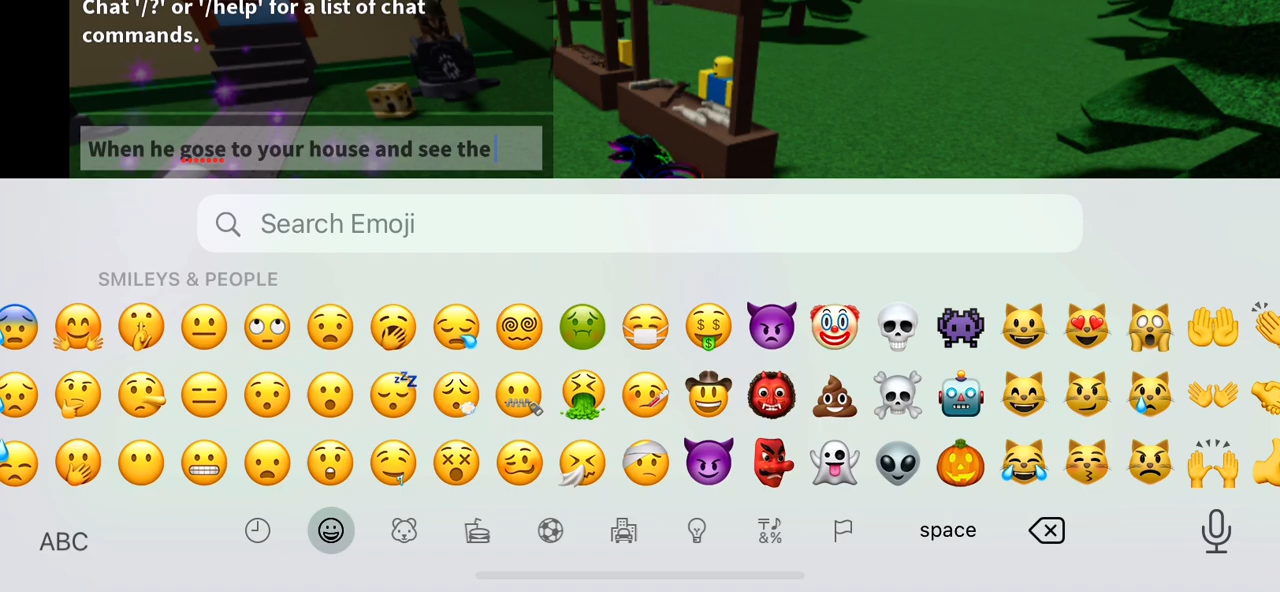 Chat '/?' or '/help' for a list of chat
commands.
When he gose to your house and see the
Search Emoji
SMILEYS & PEOPLE
ABC
space